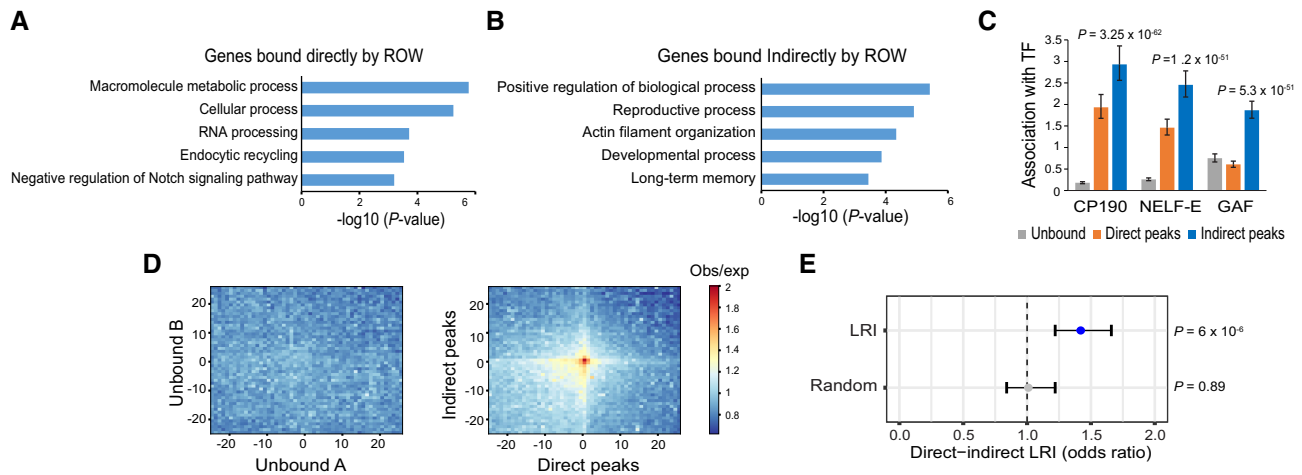 A
Genes bound directly by ROW
Macromolecule metabolic process
Cellular process
RNA processing
Endocytic recycling
Negative regulation of Notch signaling pathway
0 2 4 6
-log10 (P-value)
B
Genes bound Indirectly by ROW
Positive regulation of biological process
Reproductive process
Actin filament organization
Developmental process
Long-term memory
0 2 4 6 8
-log10 (P-value)
C
Association with TF
3.5
3
2.5
2
1.5
1
0.5
0
P = 3.25 x 10-62
P =1 .2 x 10-51
P = 5.3 x 10-51
CP190 NELF-E GAF
Unbound Direct peaks Indirect peaks
D
Unbound B
20
10
0
-10
-20
-20 -10 0 10 20
Unbound A
Indirect peaks
20
10
0
-10
-20
-20 -10 0 10 20
Direct peaks
Obs/exp
2
1.8
1.6
1.4
1.2
1
0.8
E
LRI
Random
P = 6 x 10-6
P = 0.89
0.0 0.5 1.0 1.5 2.0
Direct−indirect LRI (odds ratio)